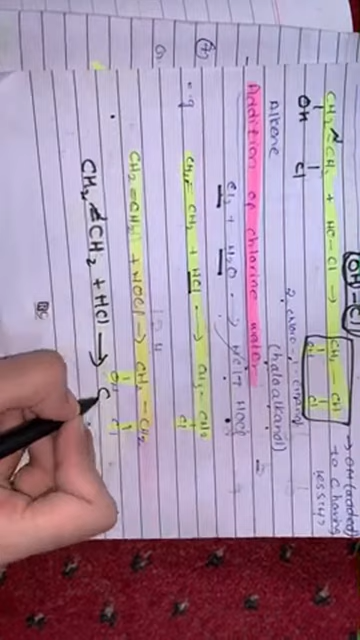 OH-Cl
CH₂=CH₂ + HO-Cl → CH₂ - CH₂
OH Cl
→ OH (added)
to C having
less H?
2-chloro
Alkene (haloalkanol)
Addition of chlorine water
Cl₂ + H₂O → HCl + HOCl
CH₂=CH₂ + HCl → CH₃-CH₂
Cl
CH₂=CH₂ + HOCl → CH₂-CH₂
OH Cl
CH₂=CH₂ + HCl → C